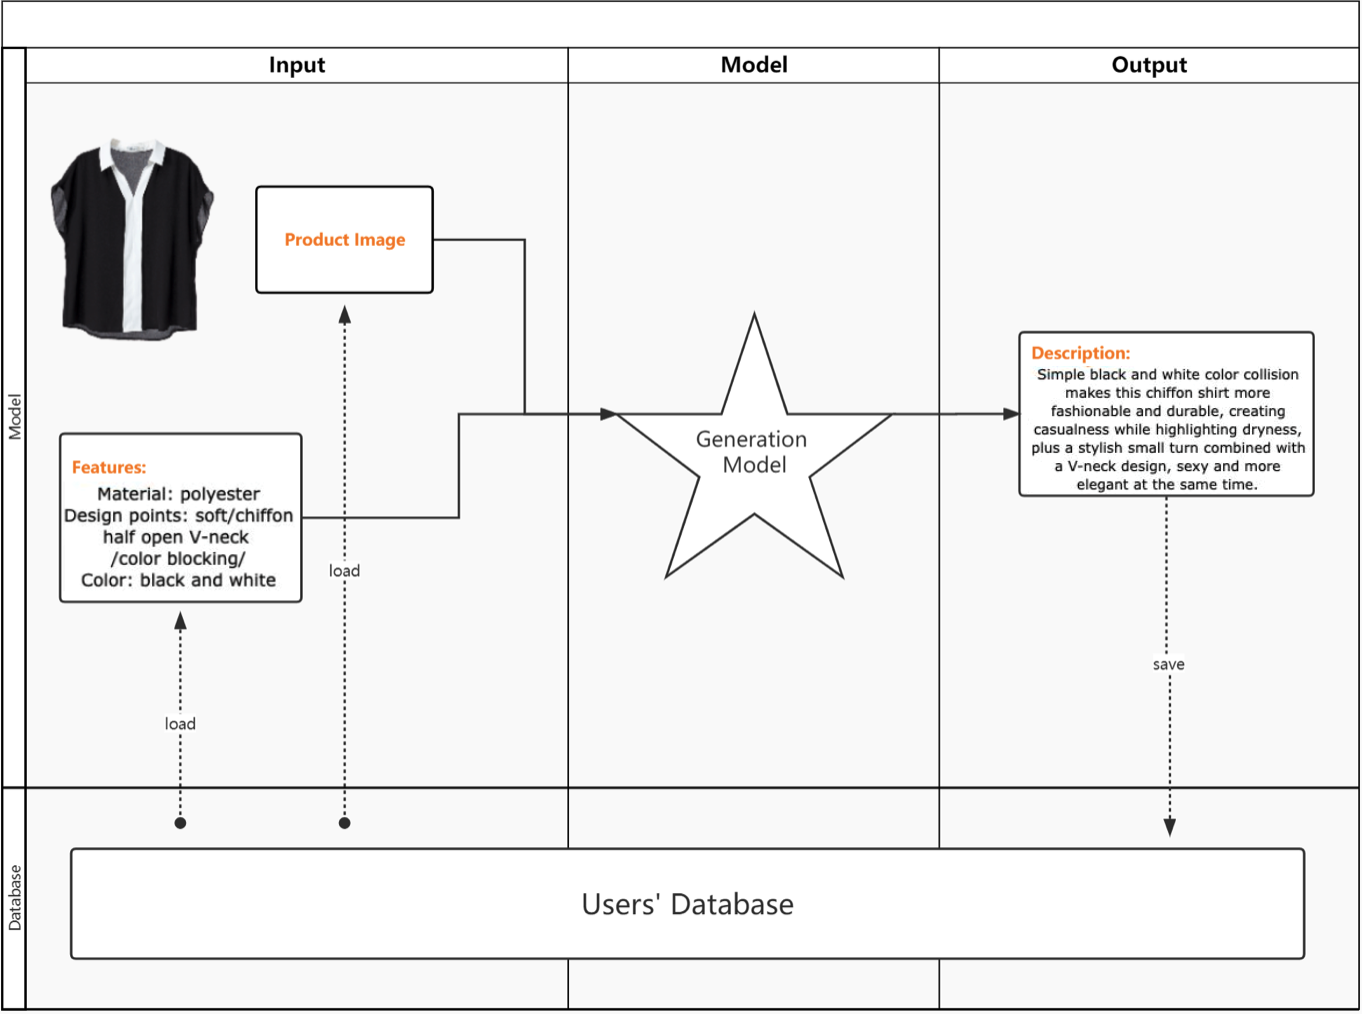 Input
Model
Output
Model
Product Image
Features:
Material: polyester
Design points: soft/chiffon
half open V-neck
/color blocking/
Color: black and white
load
load
Generation
Model
Description:
Simple black and white color collision
makes this chiffon shirt more
fashionable and durable, creating
casualness while highlighting dryness,
plus a stylish small turn combined with
a V-neck design, sexy and more
elegant at the same time.
save
Database
Users' Database